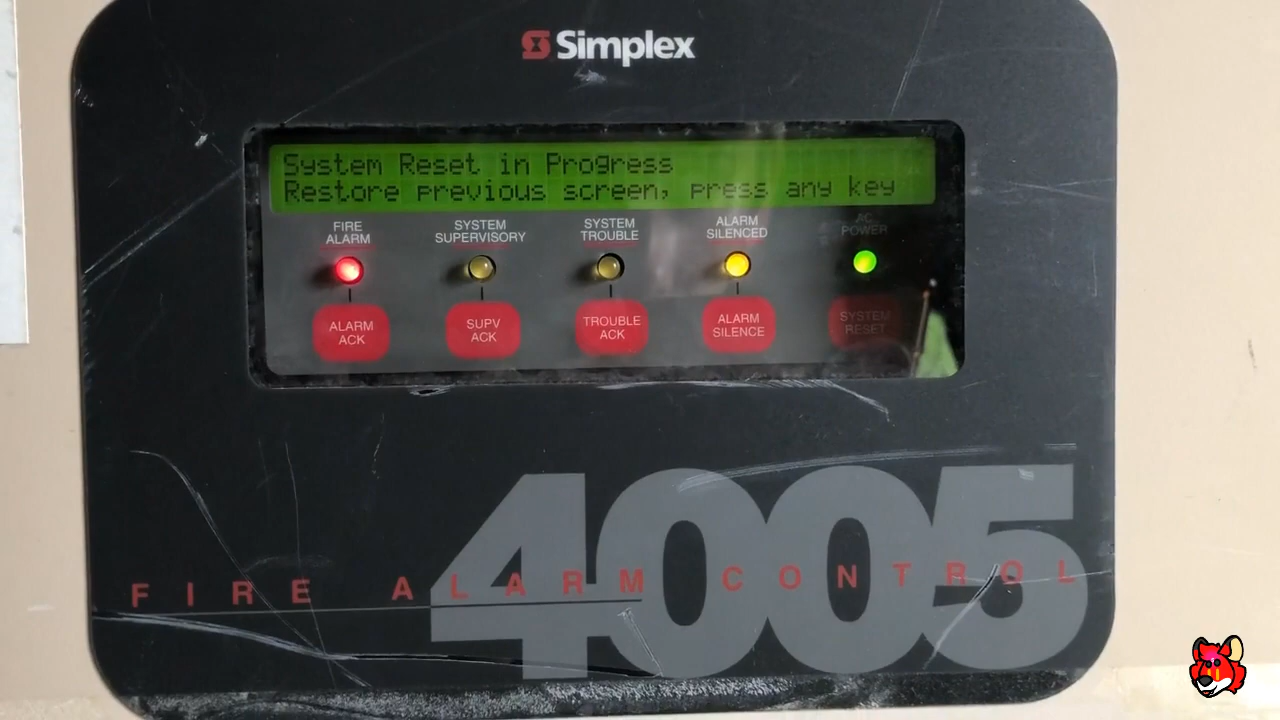 Simplex
System Reset in Progress
Restore previous screen, press any key
FIRE ALARM
SYSTEM SUPERVISORY
SYSTEM TROUBLE
ALARM SILENCED
AC POWER
ALARM ACK
SUPV ACK
TROUBLE ACK
ALARM SILENCE
SYSTEM RESET
4005
FIRE ALARM CONTROL